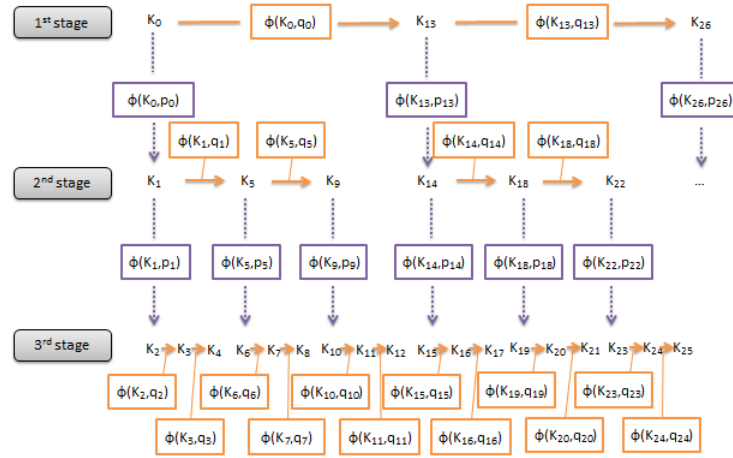 1st stage K0 ϕ(K0,q0) K13 ϕ(K13,q13) K26
ϕ(K0,p0) ϕ(K13,p13) ϕ(K26,p26)
ϕ(K1,q1) ϕ(K5,q5) ϕ(K14,q14) ϕ(K18,q18)
2nd stage K1 K5 K9 K14 K18 K22 ...
ϕ(K1,p1) ϕ(K5,p5) ϕ(K9,p9) ϕ(K14,p14) ϕ(K18,p18) ϕ(K22,p22)
3rd stage K2 K3 K4 K6 K7 K8 K10 K11 K12 K15 K16 K17 K19 K20 K21 K23 K24 K25
ϕ(K2,q2) ϕ(K6,q6) ϕ(K10,q10) ϕ(K15,q15) ϕ(K19,q19) ϕ(K23,q23)
ϕ(K3,q3) ϕ(K7,q7) ϕ(K11,q11) ϕ(K16,q16) ϕ(K20,q20) ϕ(K24,q24)